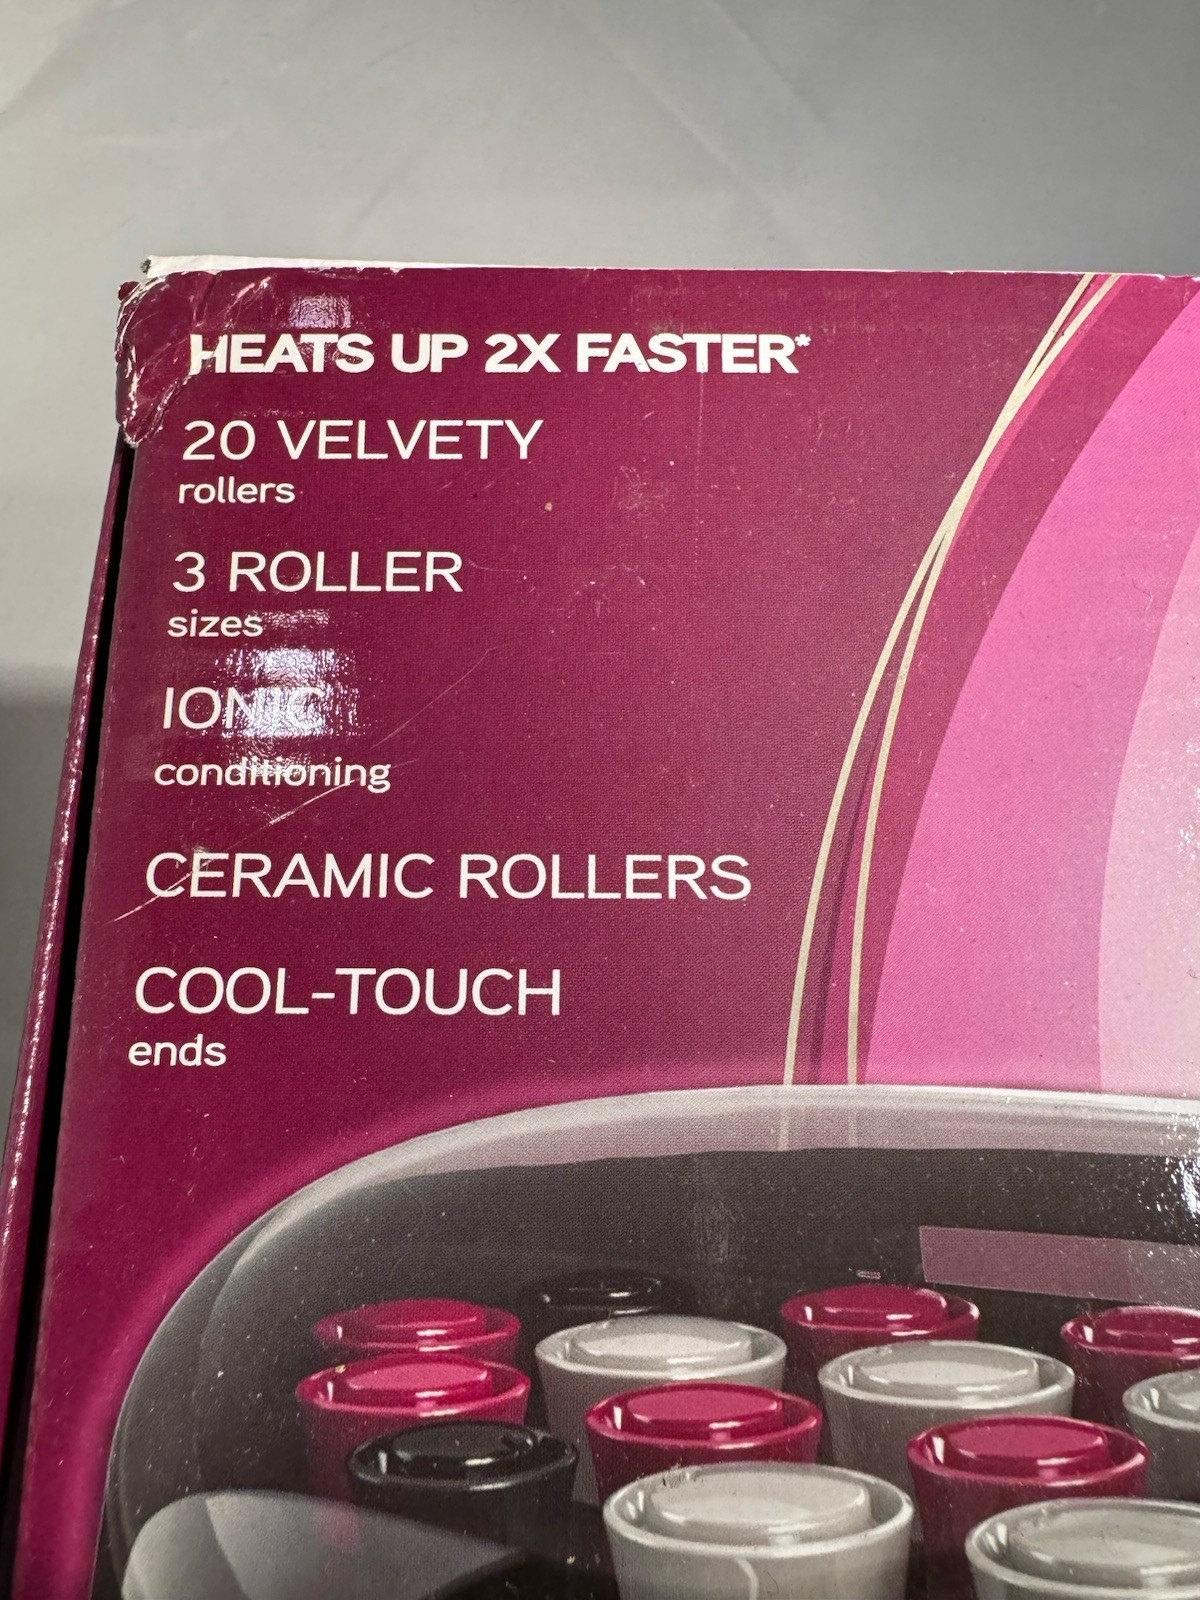 HEATS UP 2X FASTER*
20 VELVETY
rollers
3 ROLLER
sizes
IONIC
conditioning
CERAMIC ROLLERS
COOL-TOUCH
ends